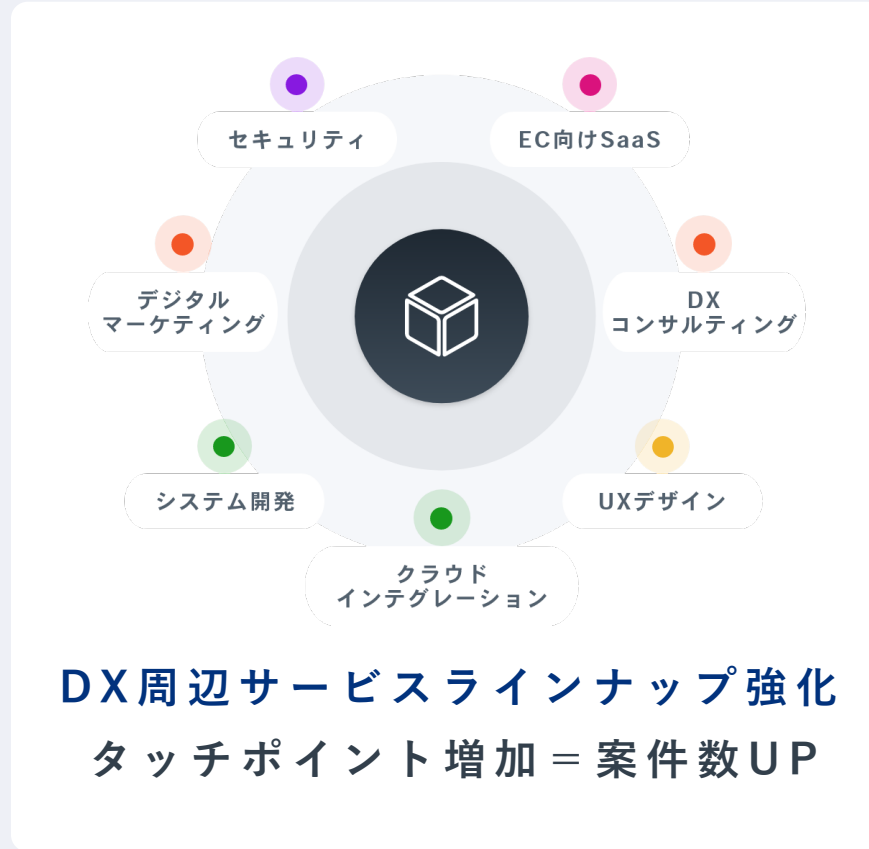 セキュリティ
EC向けSaaS
デジタル
マーケティング
DX
コンサルティング
システム開発
UXデザイン
クラウド
インテグレーション
DX周辺サービスラインナップ強化
タッチポイント増加＝案件数UP